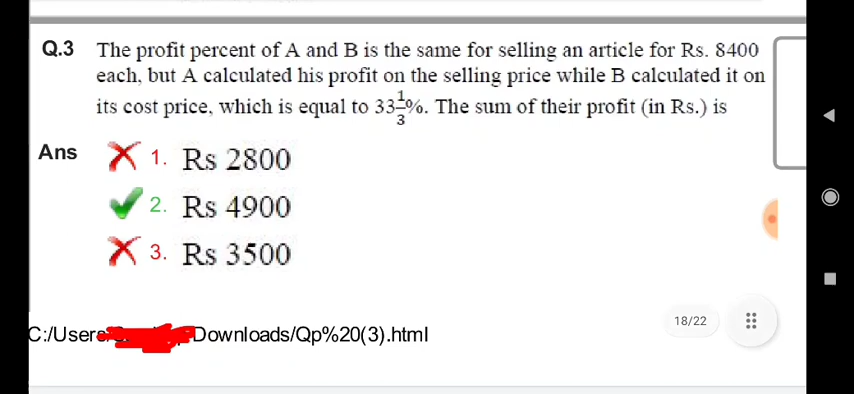 Q.3 The profit percent of A and B is the same for selling an article for Rs. 8400
each, but A calculated his profit on the selling price while B calculated it on
its cost price, which is equal to 33 1/3%. The sum of their profit (in Rs.) is
Ans 1. Rs 2800
2. Rs 4900
3. Rs 3500
C:/Users Downloads/Qp%20(3).html
18/22